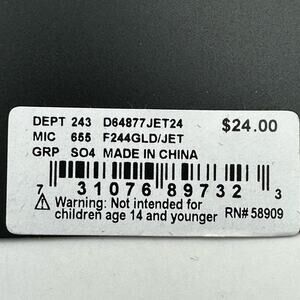 DEPT 243 D64877JET24 $24.00
MIC 655 F244GLD/JET
GRP SO4 MADE IN CHINA
7 31076 89732 3
Warning: Not intended for
children age 14 and younger RN# 58909